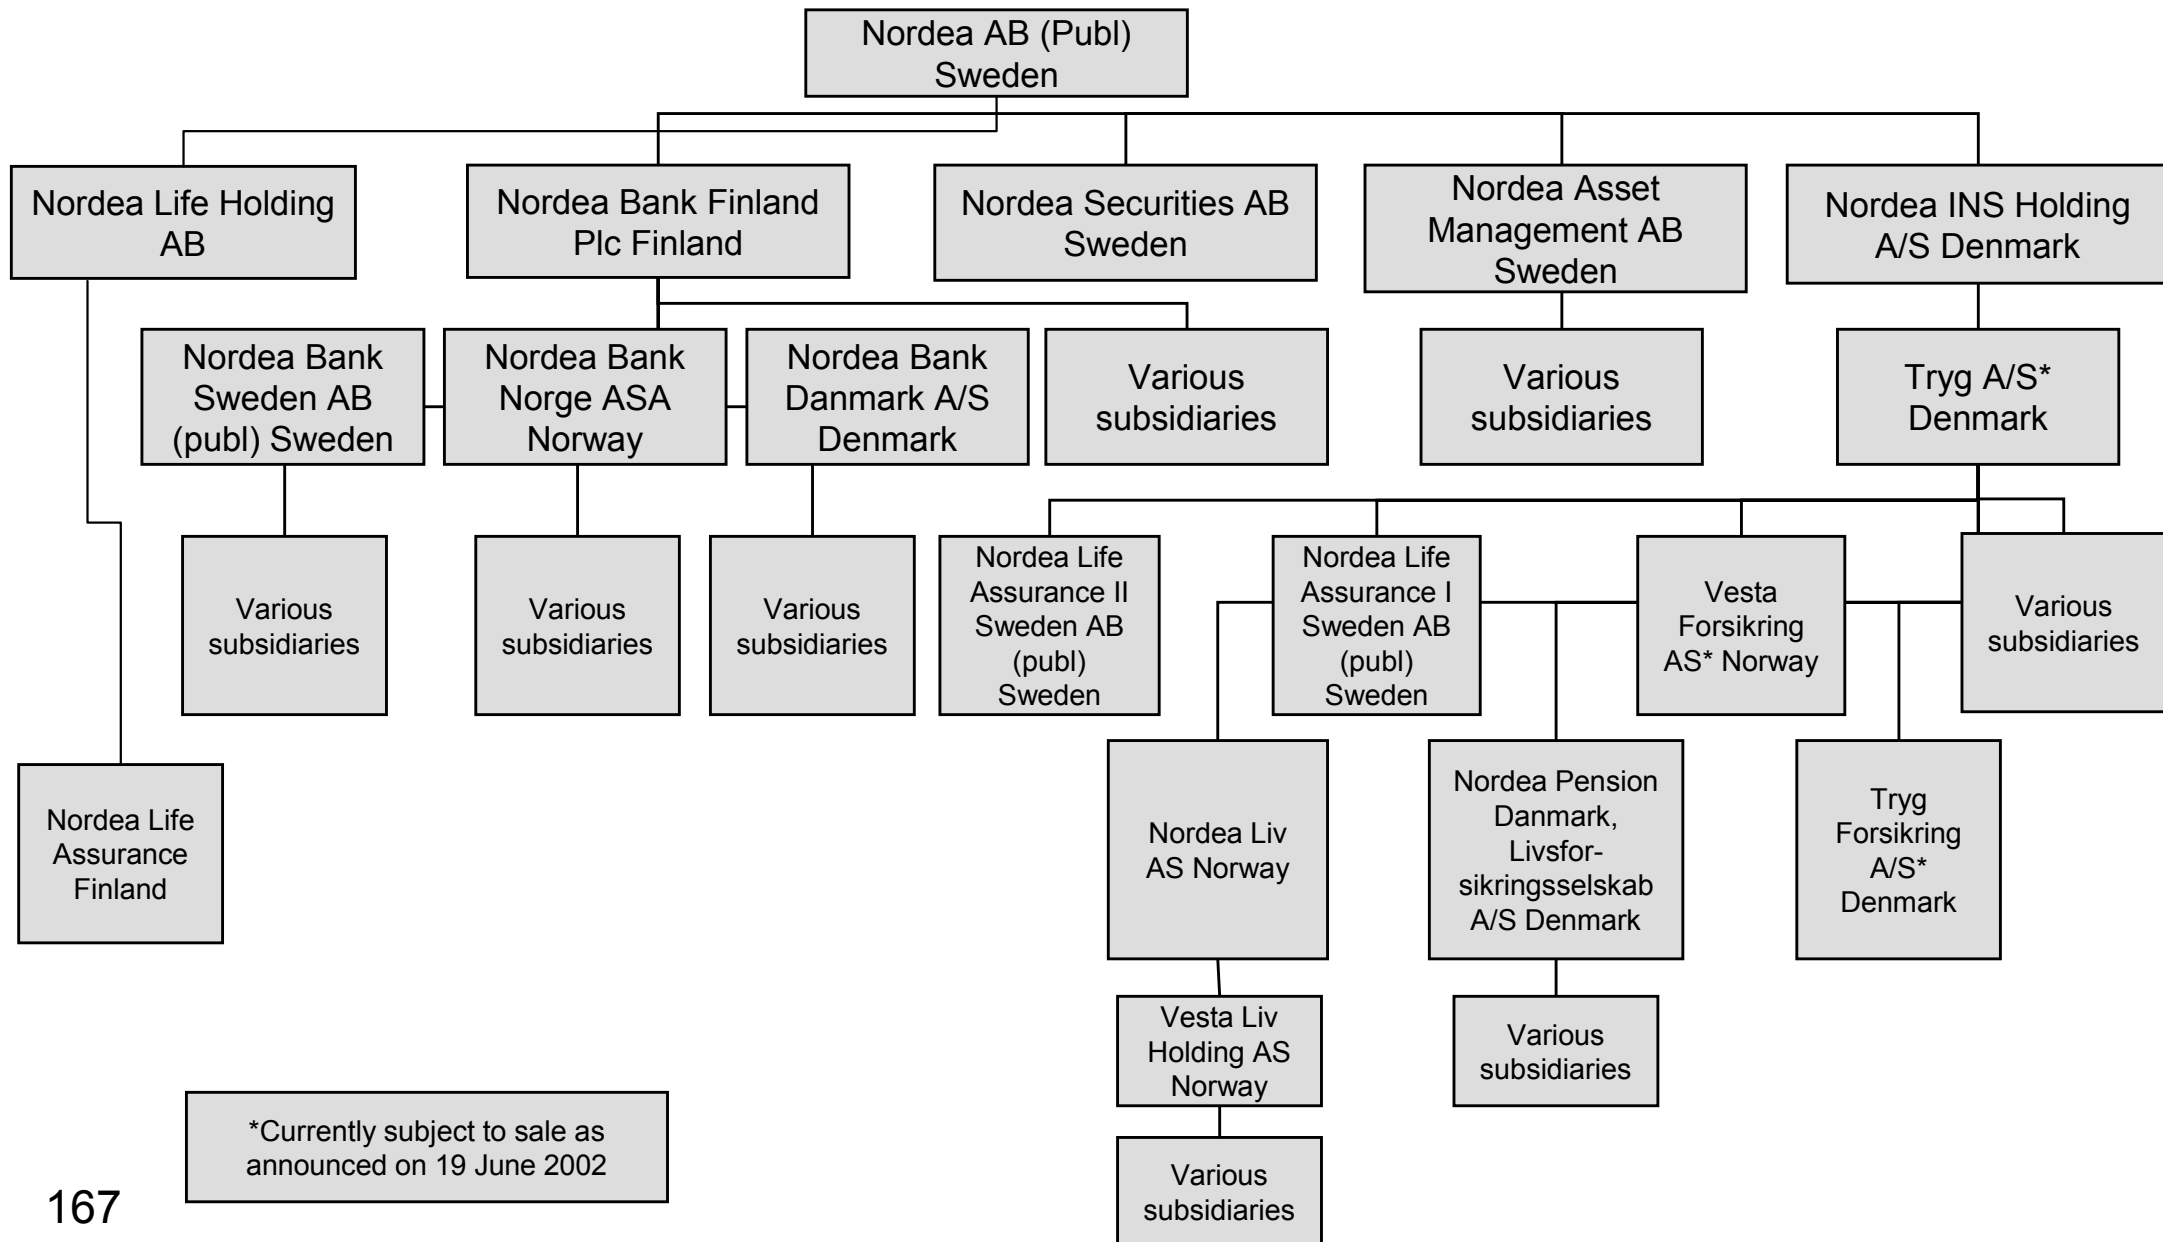 Nordea AB (Publ)
Sweden
Nordea Life Holding
AB
Nordea Bank Finland
Plc Finland
Nordea Securities AB
Sweden
Nordea Asset
Management AB
Sweden
Nordea INS Holding
A/S Denmark
Nordea Bank
Sweden AB
(publ) Sweden
Nordea Bank
Norge ASA
Norway
Nordea Bank
Danmark A/S
Denmark
Various
subsidiaries
Various
subsidiaries
Tryg A/S*
Denmark
Various
subsidiaries
Various
subsidiaries
Various
subsidiaries
Nordea Life
Assurance II
Sweden AB
(publ)
Sweden
Nordea Life
Assurance I
Sweden AB
(publ)
Sweden
Vesta
Forsikring
AS* Norway
Various
subsidiaries
Nordea Life
Assurance
Finland
Nordea Liv
AS Norway
Nordea Pension
Danmark,
Livsfor-
sikringsselskab
A/S Denmark
Tryg
Forsikring
A/S*
Denmark
Vesta Liv
Holding AS
Norway
Various
subsidiaries
*Currently subject to sale as
announced on 19 June 2002
Various
subsidiaries
167